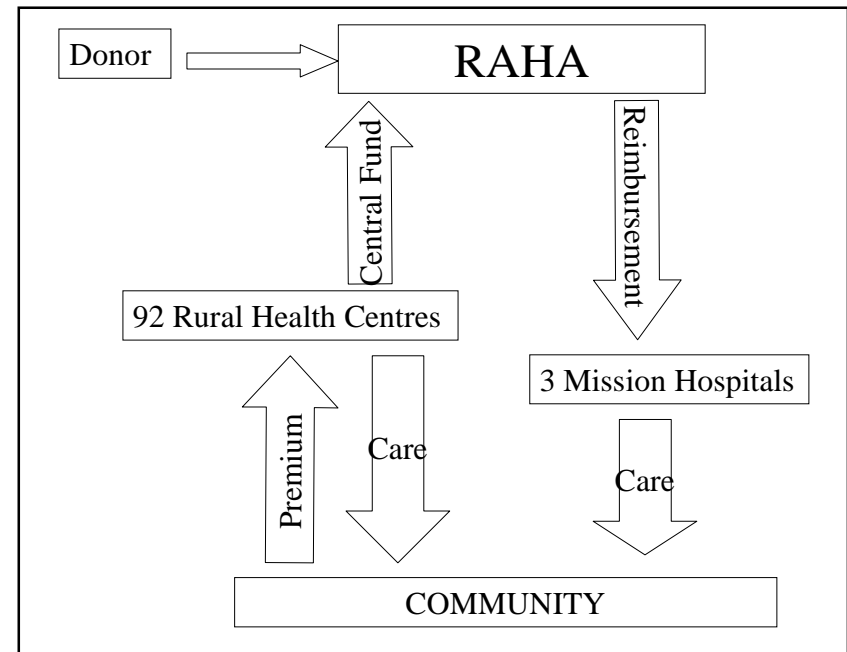 Donor
RAHA
Central Fund
Reimbursement
92 Rural Health Centres
3 Mission Hospitals
Premium
Care
Care
COMMUNITY